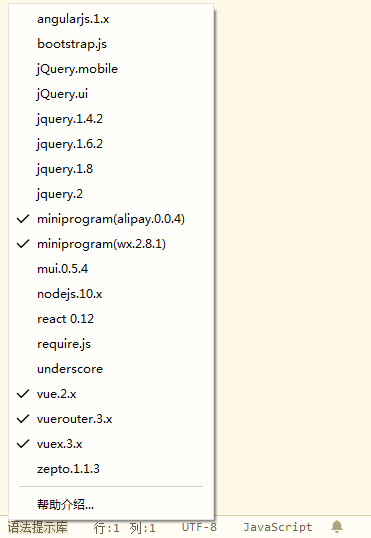 angularjs.1.x
bootstrap.js
jQuery.mobile
jQuery.ui
jquery.1.4.2
jquery.1.6.2
jquery.1.8
jquery.2
miniprogram(alipay.0.0.4)
miniprogram(wx.2.8.1)
mui.0.5.4
nodejs.10.x
react 0.12
require.js
underscore
vue.2.x
vuerouter.3.x
vuex.3.x
zepto.1.1.3
帮助介绍...
语法提示库 行:1 列:1 UTF-8 JavaScript